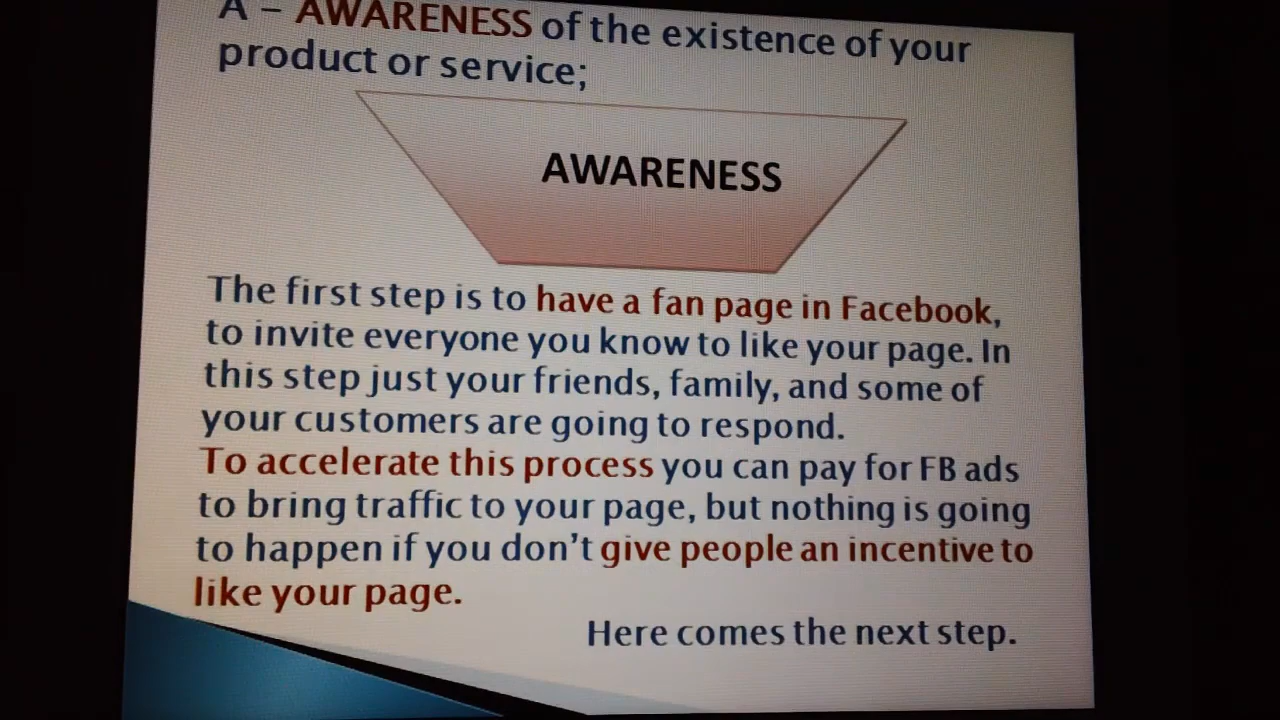 A – AWARENESS of the existence of your
product or service;
AWARENESS
The first step is to have a fan page in Facebook,
to invite everyone you know to like your page. In
this step just your friends, family, and some of
your customers are going to respond.
To accelerate this process you can pay for FB ads
to bring traffic to your page, but nothing is going
to happen if you don't give people an incentive to
like your page.
Here comes the next step.